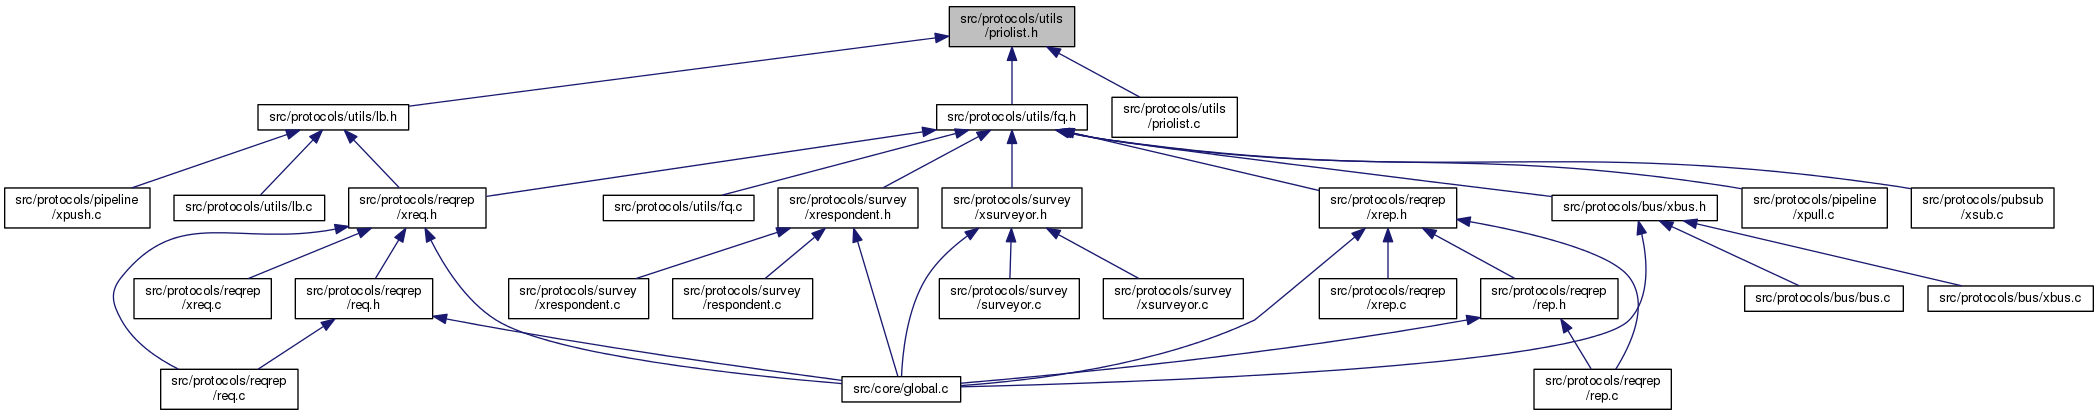 src/protocols/utils
/priolist.h
src/protocols/utils/lb.h
src/protocols/utils/fq.h
src/protocols/utils
/priolist.c
src/protocols/pipeline
/xpush.c
src/protocols/utils/lb.c
src/protocols/reqrep
/xreq.h
src/protocols/utils/fq.c
src/protocols/survey
/xrespondent.h
src/protocols/survey
/xsurveyor.h
src/protocols/reqrep
/xrep.h
src/protocols/bus/xbus.h
src/protocols/pipeline
/xpull.c
src/protocols/pubsub
/xsub.c
src/protocols/reqrep
/xreq.c
src/protocols/reqrep
/req.h
src/protocols/survey
/xrespondent.c
src/protocols/survey
/respondent.c
src/protocols/survey
/surveyor.c
src/protocols/survey
/xsurveyor.c
src/protocols/reqrep
/xrep.c
src/protocols/reqrep
/rep.h
src/protocols/bus/bus.c
src/protocols/bus/xbus.c
src/protocols/reqrep
/req.c
src/core/global.c
src/protocols/reqrep
/rep.c